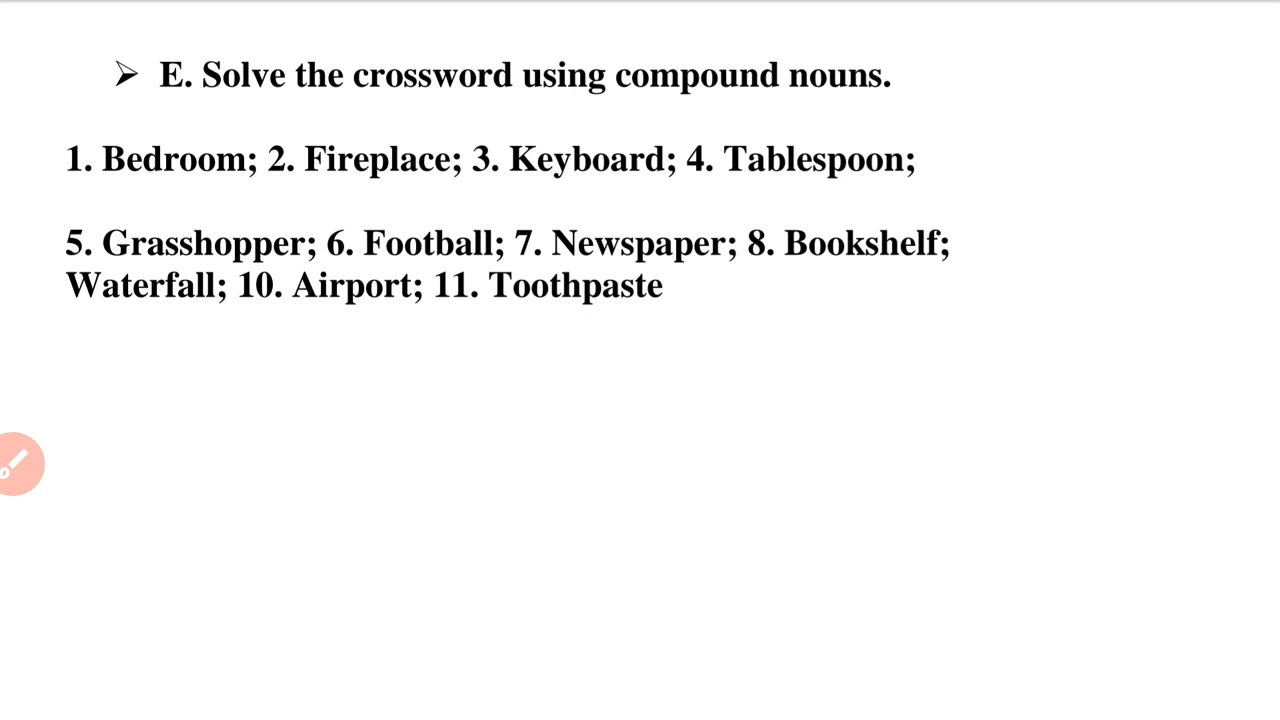 ➢ E. Solve the crossword using compound nouns.
1. Bedroom; 2. Fireplace; 3. Keyboard; 4. Tablespoon;
5. Grasshopper; 6. Football; 7. Newspaper; 8. Bookshelf;
Waterfall; 10. Airport; 11. Toothpaste